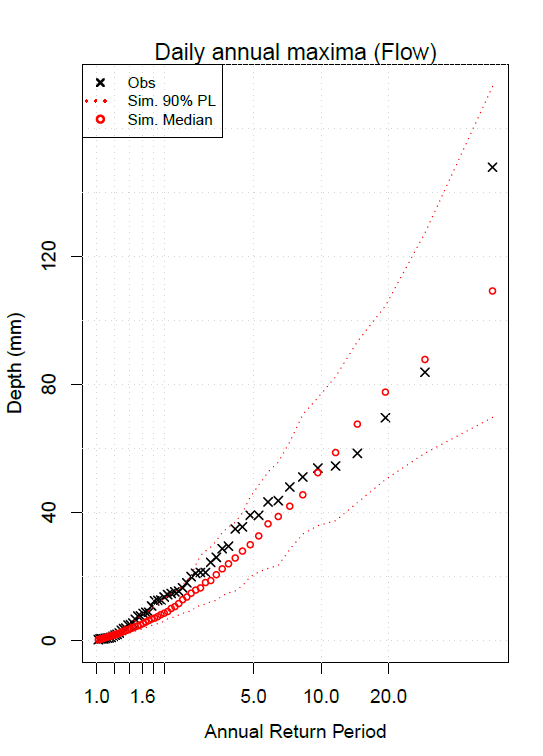 Daily annual maxima (Flow)
Obs
Sim. 90% PL
Sim. Median
120
80
40
0
Depth (mm)
1.0 1.6 5.0 10.0 20.0
Annual Return Period